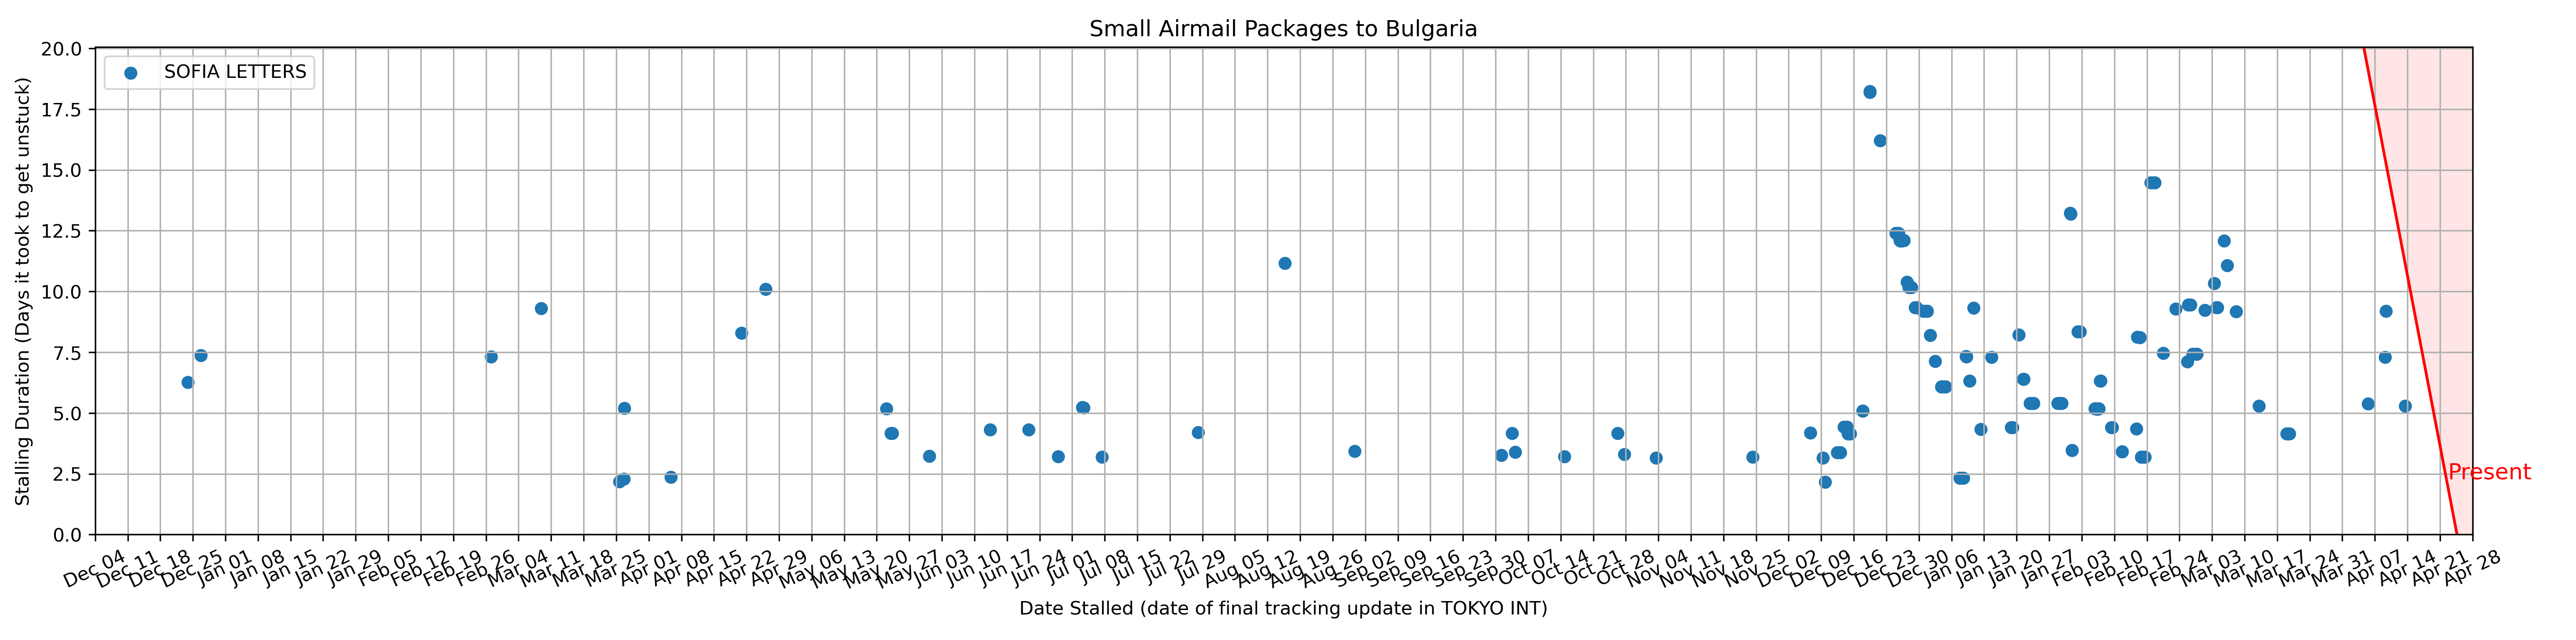 Small Airmail Packages to Bulgaria
SOFIA LETTERS
Stalling Duration (Days it took to get unstuck)
20.0
17.5
15.0
12.5
10.0
7.5
5.0
2.5
0.0
Present
Dec 04 Dec 11 Dec 18 Dec 25 Jan 01 Jan 08 Jan 15 Jan 22 Jan 29 Feb 05 Feb 12 Feb 19 Feb 26 Mar 04 Mar 11 Mar 18 Mar 25 Apr 01 Apr 08 Apr 15 Apr 22 Apr 29 May 06 May 13 May 20 May 27 Jun 03 Jun 10 Jun 17 Jun 24 Jul 01 Jul 08 Jul 15 Jul 22 Jul 29 Aug 05 Aug 12 Aug 19 Aug 26 Sep 02 Sep 09 Sep 16 Sep 23 Sep 30 Oct 07 Oct 14 Oct 21 Oct 28 Nov 04 Nov 11 Nov 18 Nov 25 Dec 02 Dec 09 Dec 16 Dec 23 Dec 30 Jan 06 Jan 13 Jan 20 Jan 27 Feb 03 Feb 10 Feb 17 Feb 24 Mar 03 Mar 10 Mar 17 Mar 24 Mar 31 Apr 07 Apr 14 Apr 21 Apr 28
Date Stalled (date of final tracking update in TOKYO INT)